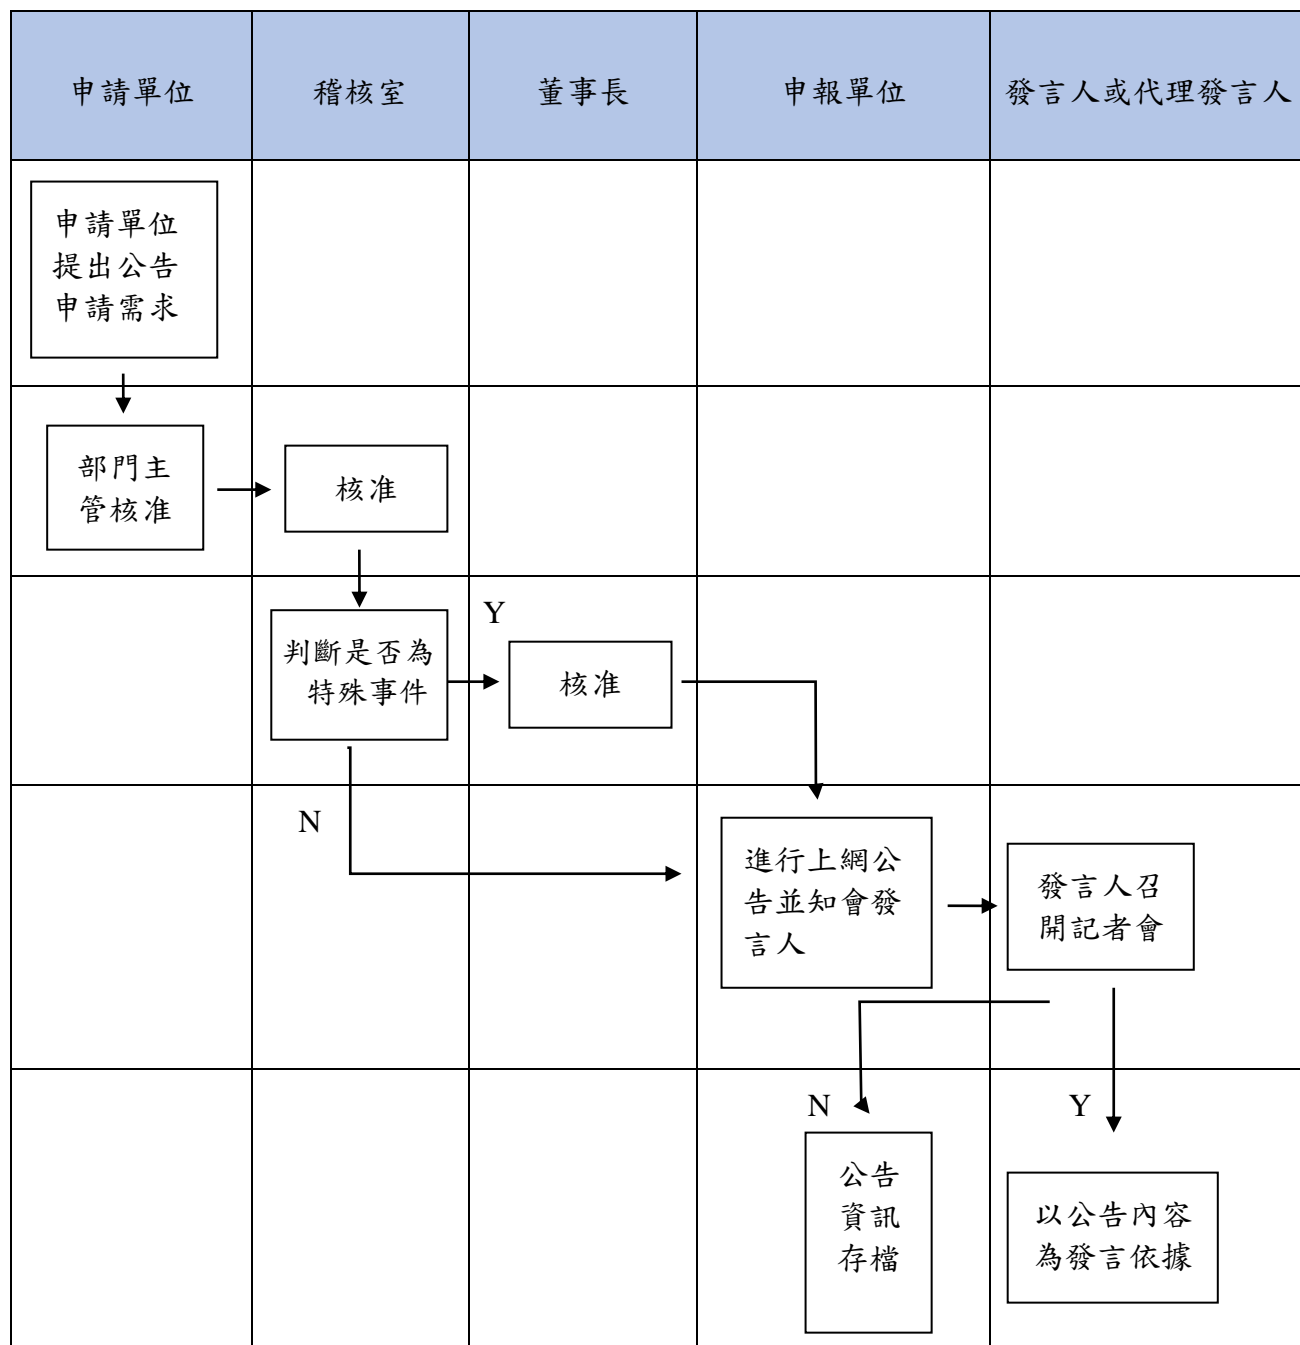 申請單位
稽核室
董事長
申報單位
發言人或代理發言人
申請單位
提出公告
申請需求
部門主
管核准
核准
判斷是否為
特殊事件
Y
核准
N
進行上網公
告並知會發
言人
發言人召
開記者會
N
Y
公告
資訊
存檔
以公告內容
為發言依據